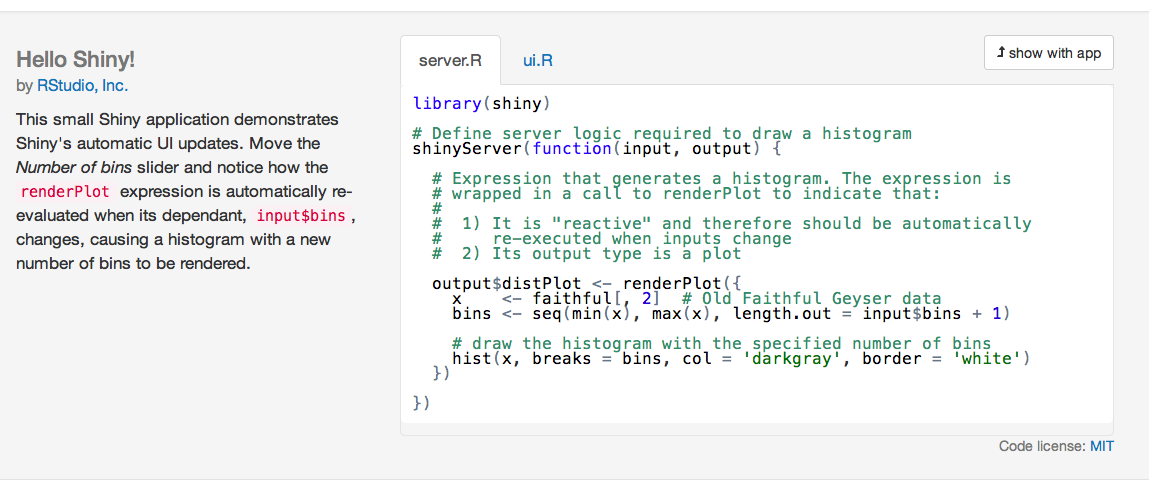 Hello Shiny!
by RStudio, Inc.
This small Shiny application demonstrates
Shiny's automatic UI updates. Move the
Number of bins slider and notice how the
renderPlot expression is automatically re-
evaluated when its dependant, input$bins,
changes, causing a histogram with a new
number of bins to be rendered.
server.R
ui.R
show with app
library(shiny)
# Define server logic required to draw a histogram
shinyServer(function(input, output) {
  # Expression that generates a histogram. The expression is
  # wrapped in a call to renderPlot to indicate that:
  #
  #  1) It is "reactive" and therefore should be automatically
  #     re-executed when inputs change
  #  2) Its output type is a plot
  output$distPlot <- renderPlot({
    x    <- faithful[, 2]  # Old Faithful Geyser data
    bins <- seq(min(x), max(x), length.out = input$bins + 1)
    # draw the histogram with the specified number of bins
    hist(x, breaks = bins, col = 'darkgray', border = 'white')
  })
})
Code license: MIT